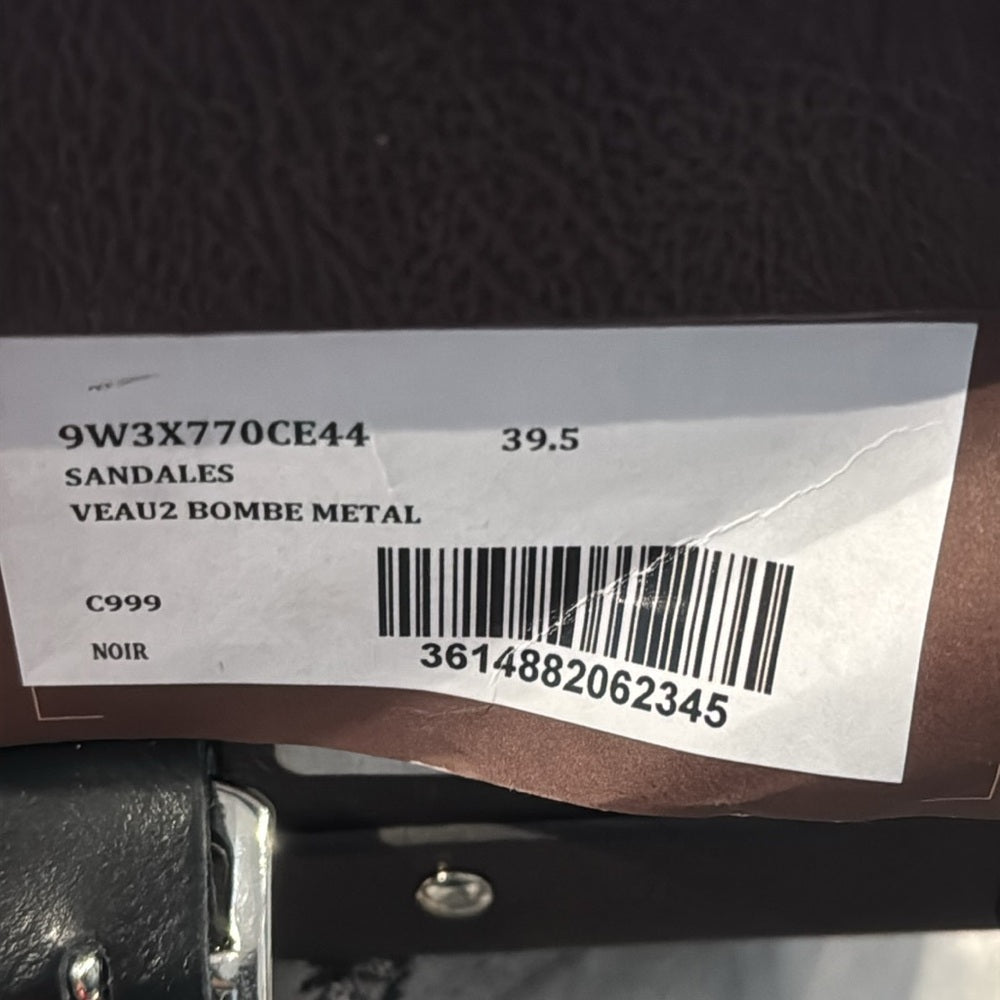 9W3X770CE44 39.5
SANDALES
VEAU2 BOMBE METAL
C999
NOIR
3614882062345